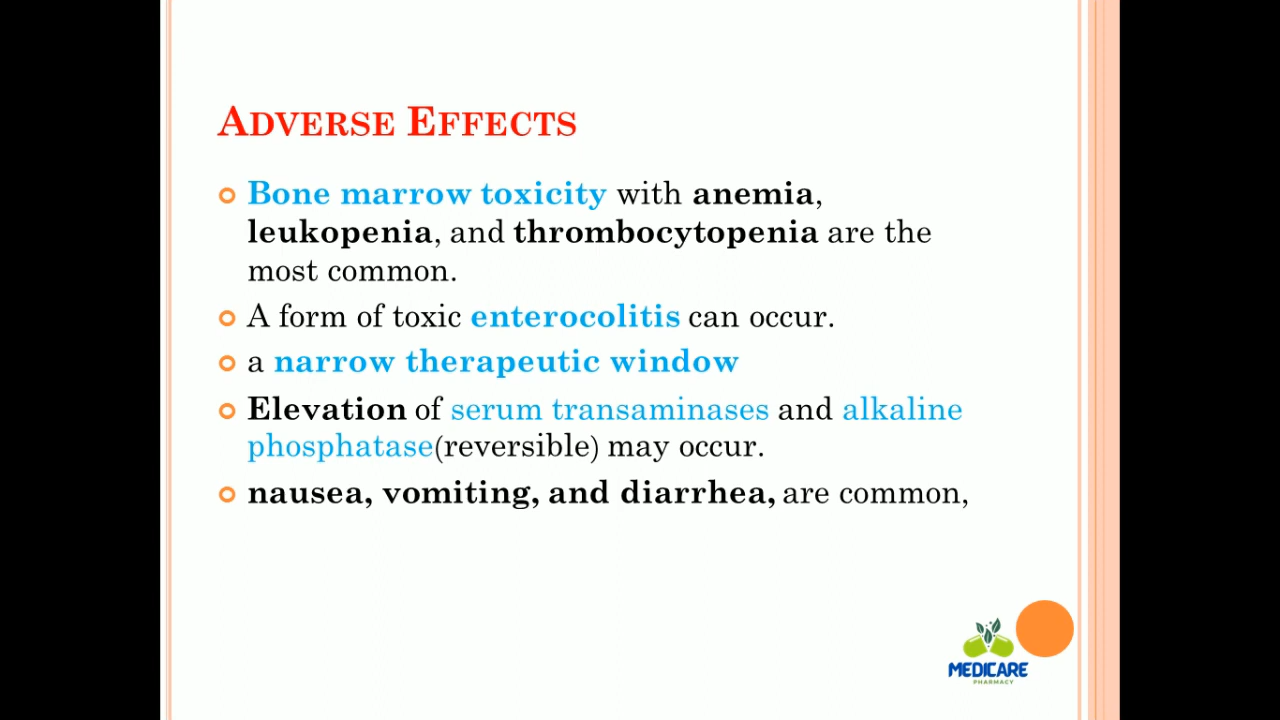 ADVERSE EFFECTS
Bone marrow toxicity with anemia,
leukopenia, and thrombocytopenia are the
most common.
A form of toxic enterocolitis can occur.
a narrow therapeutic window
Elevation of serum transaminases and alkaline
phosphatase(reversible) may occur.
nausea, vomiting, and diarrhea, are common,
MEDICARE
PHARMACY